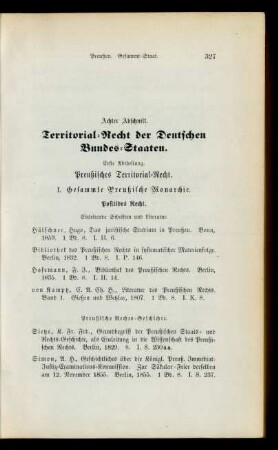 Preußen. Gesammt-Staat. 327
Achter Abschnitt.
Territorial-Recht der Deutschen
Bundes-Staaten.
Erste Abtheilung.
Preußisches Territorial-Recht.
I. Gesammte Preußische Monarchie.
Positives Recht.
Einleitende Schriften und Literatur.
Hälschner, Hugo, Das juristische Studium in Preußen. Bonn,
1859. 1 Bd. 8. I. H. 6.
Bibliothek des Preußischen Rechts in systematischer Materienfolge.
Berlin, 1832. 1 Bd. 8. I. P. 146.
Hofmann, F. J., Bibliothek des Preußischen Rechts. Berlin,
1835. 1 Bd. 8. I. H. 14.
von Kamptz, C. A. Ch. H., Literatur des Preußischen Rechts.
Band 1. Gießen und Wetzlar, 1807. 1 Bd. 8. I. K. 8.
Preußische Rechts-Geschichte.
Sietze, K. Fr. Frd., Grundbegriff der Preußischen Staats- und
Rechts-Geschichte, als Einleitung in die Wissenschaft des Preußi-
schen Rechts. Berlin, 1829. 8. I. S.
Simon, A. H., Geschichtliches über die Königl. Preuß. Immediat-
Justiz-Examinations-Kommission. Zur Säkular-Feier derselben
am 12. November 1855. Berlin, 1855. 1 Bd. 8. I. S. 237.